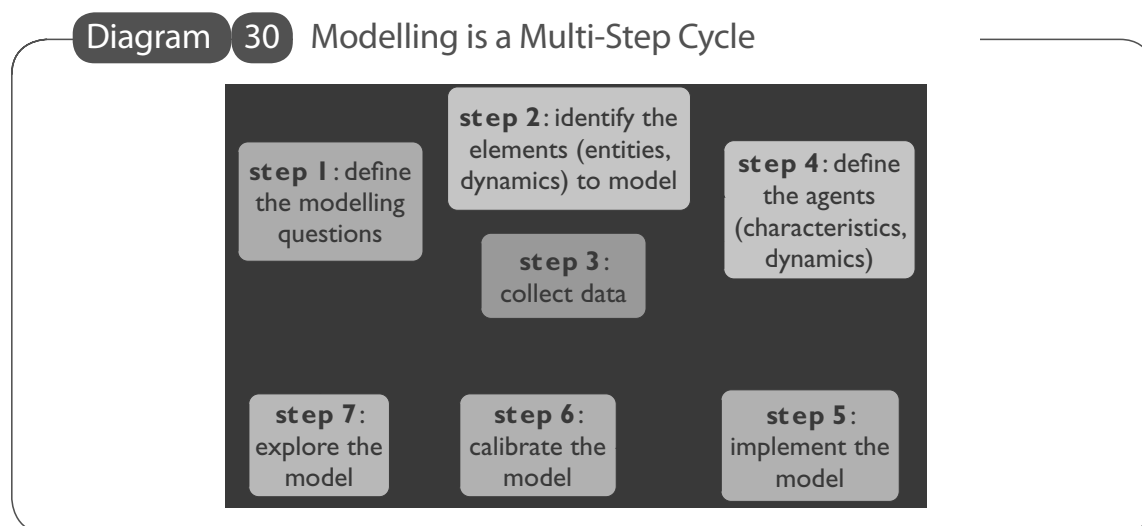 Diagram 30 Modelling is a Multi-Step Cycle
step 1: define
the modelling
questions
step 2: identify the
elements (entities,
dynamics) to model
step 3:
collect data
step 4: define
the agents
(characteristics,
dynamics)
step 5:
implement the
model
step 6:
calibrate the
model
step 7:
explore the
model